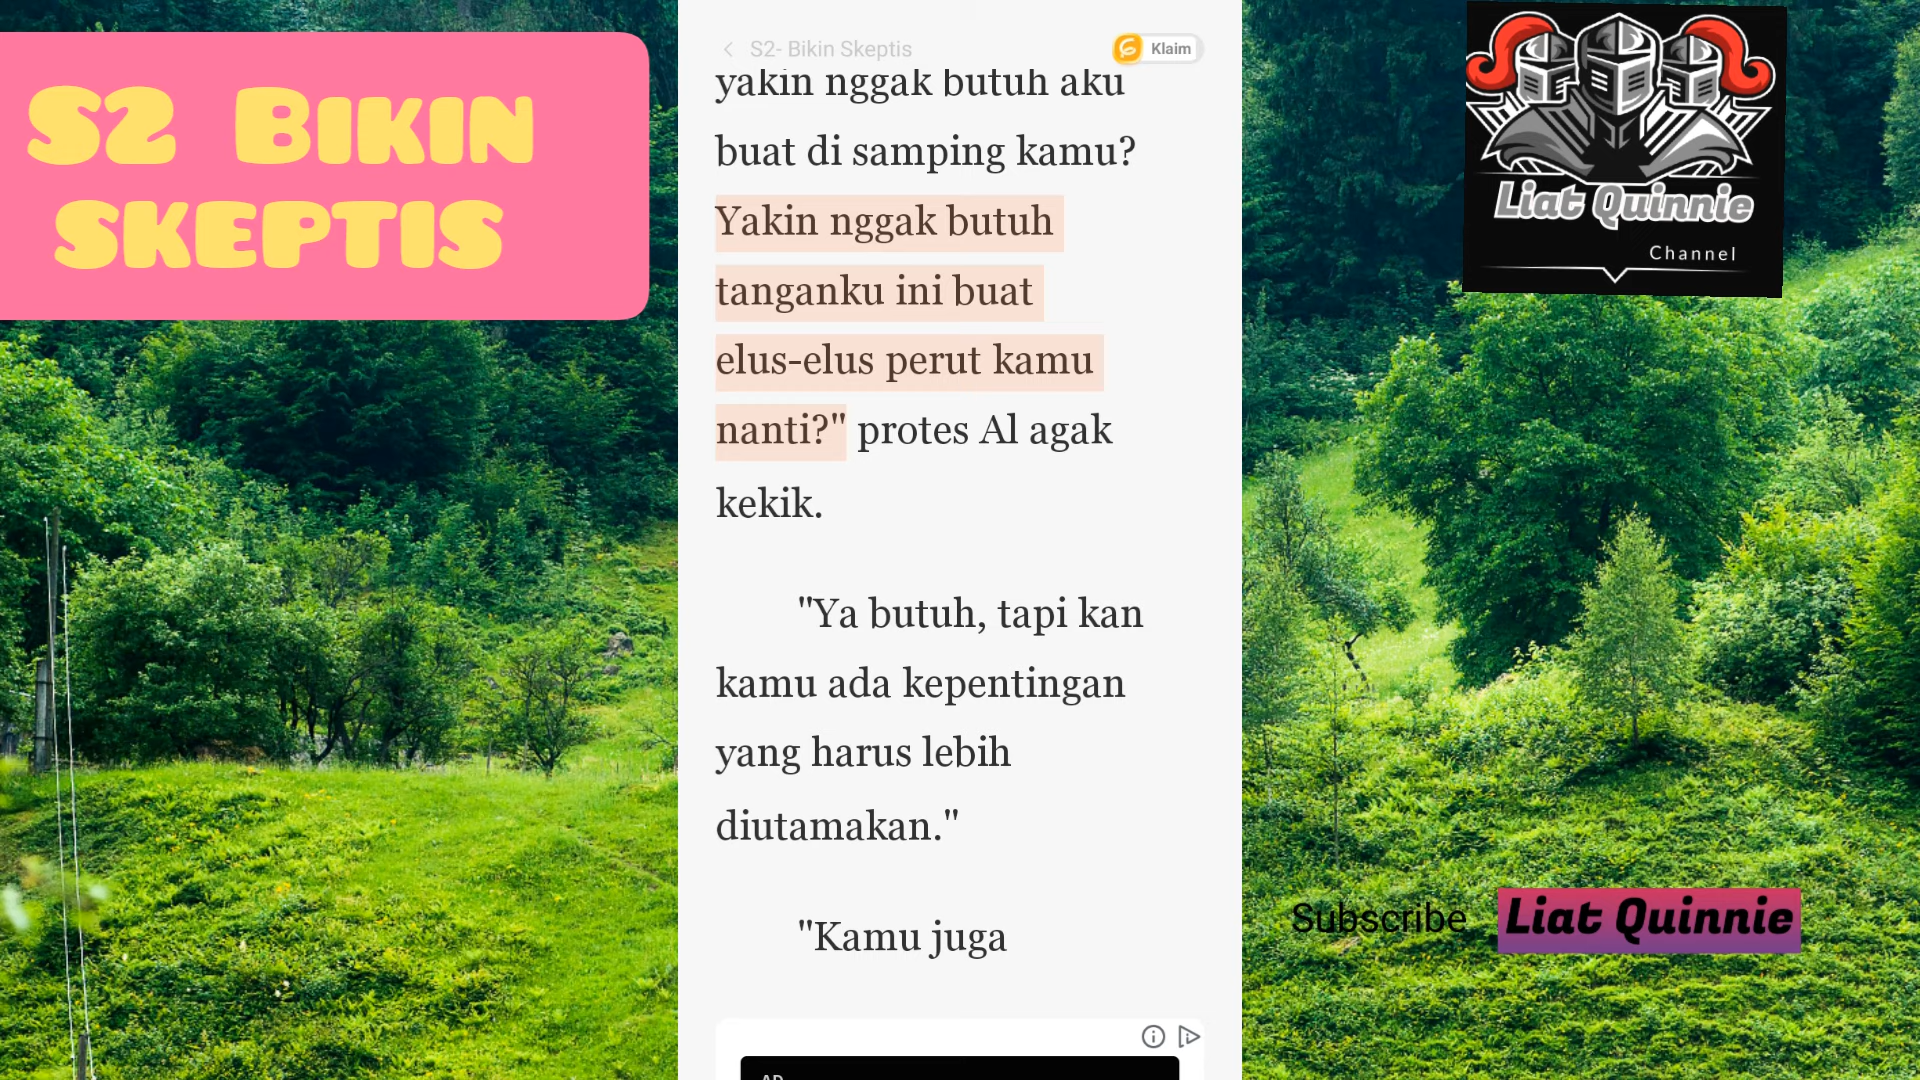 S2 BIKIN
SKEPTIS
S2- Bikin Skeptis
Klaim
yakin nggak butuh aku
buat di samping kamu?
Yakin nggak butuh
tanganku ini buat
elus-elus perut kamu
nanti?" protes Al agak
kekik.
"Ya butuh, tapi kan
kamu ada kepentingan
yang harus lebih
diutamakan."
"Kamu juga
AD
Liat Quinnie
Channel
Subscribe Liat Quinnie